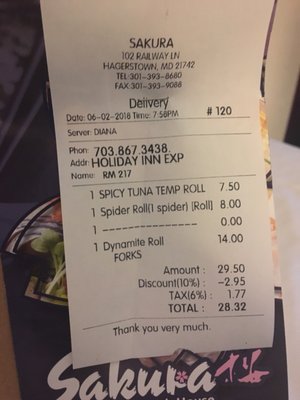 SAKURA
102 RAILWAY LN
HAGERSTOWN, MD 21742
TEL:301-393-8680
FAX:301-393-9088
Delivery
Date: 06-02-2018 Time: 7:58PM # 120
Server: DIANA
Phon: 703.867.3438.
Addr: HOLIDAY INN EXP
Name: RM 217
1 SPICY TUNA TEMP ROLL 7.50
1 Spider Roll(1 spider) [Roll] 8.00
1 --------------- 0.00
1 Dynamite Roll 14.00
FORKS
Amount : 29.50
Discount(10%) : -2.95
TAX(6%) : 1.77
TOTAL : 28.32
Thank you very much.
Sakura
House